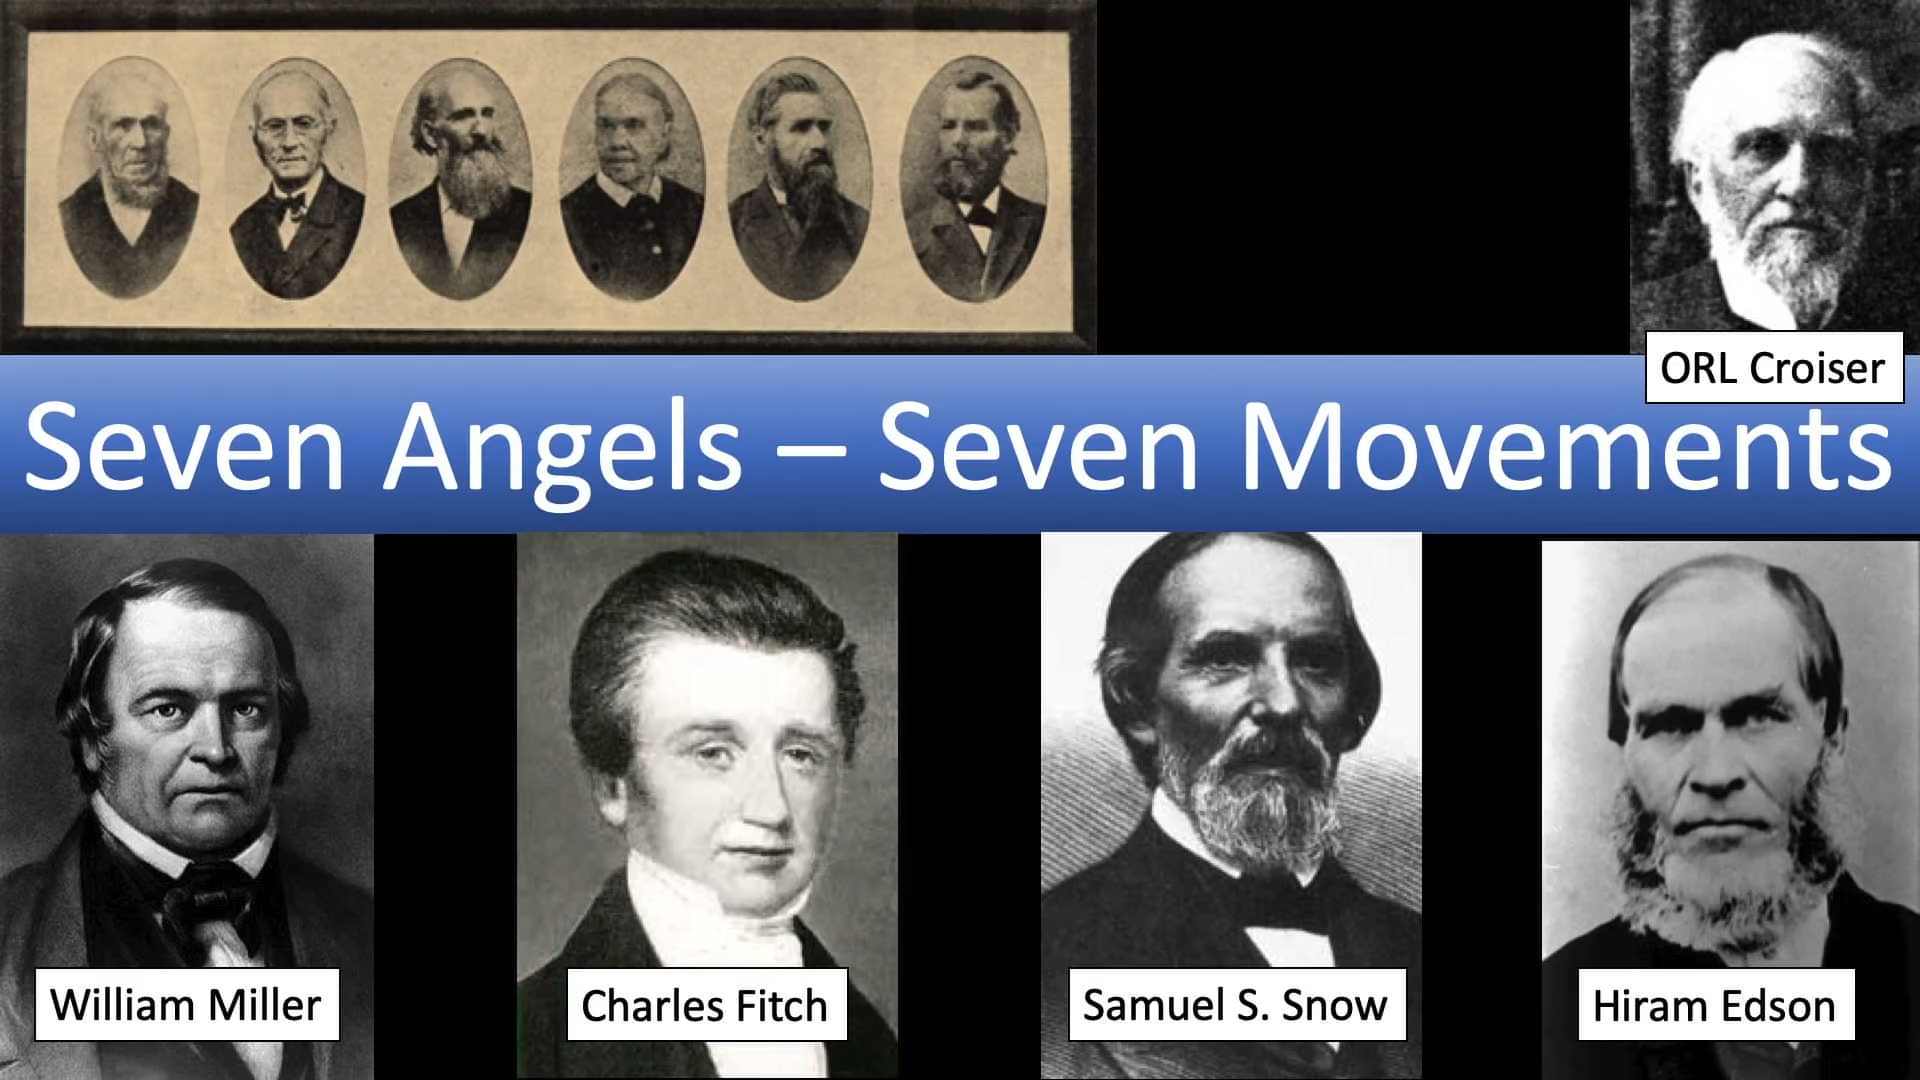 ORL Croiser
Seven Angels – Seven Movements
William Miller
Charles Fitch
Samuel S. Snow
Hiram Edson